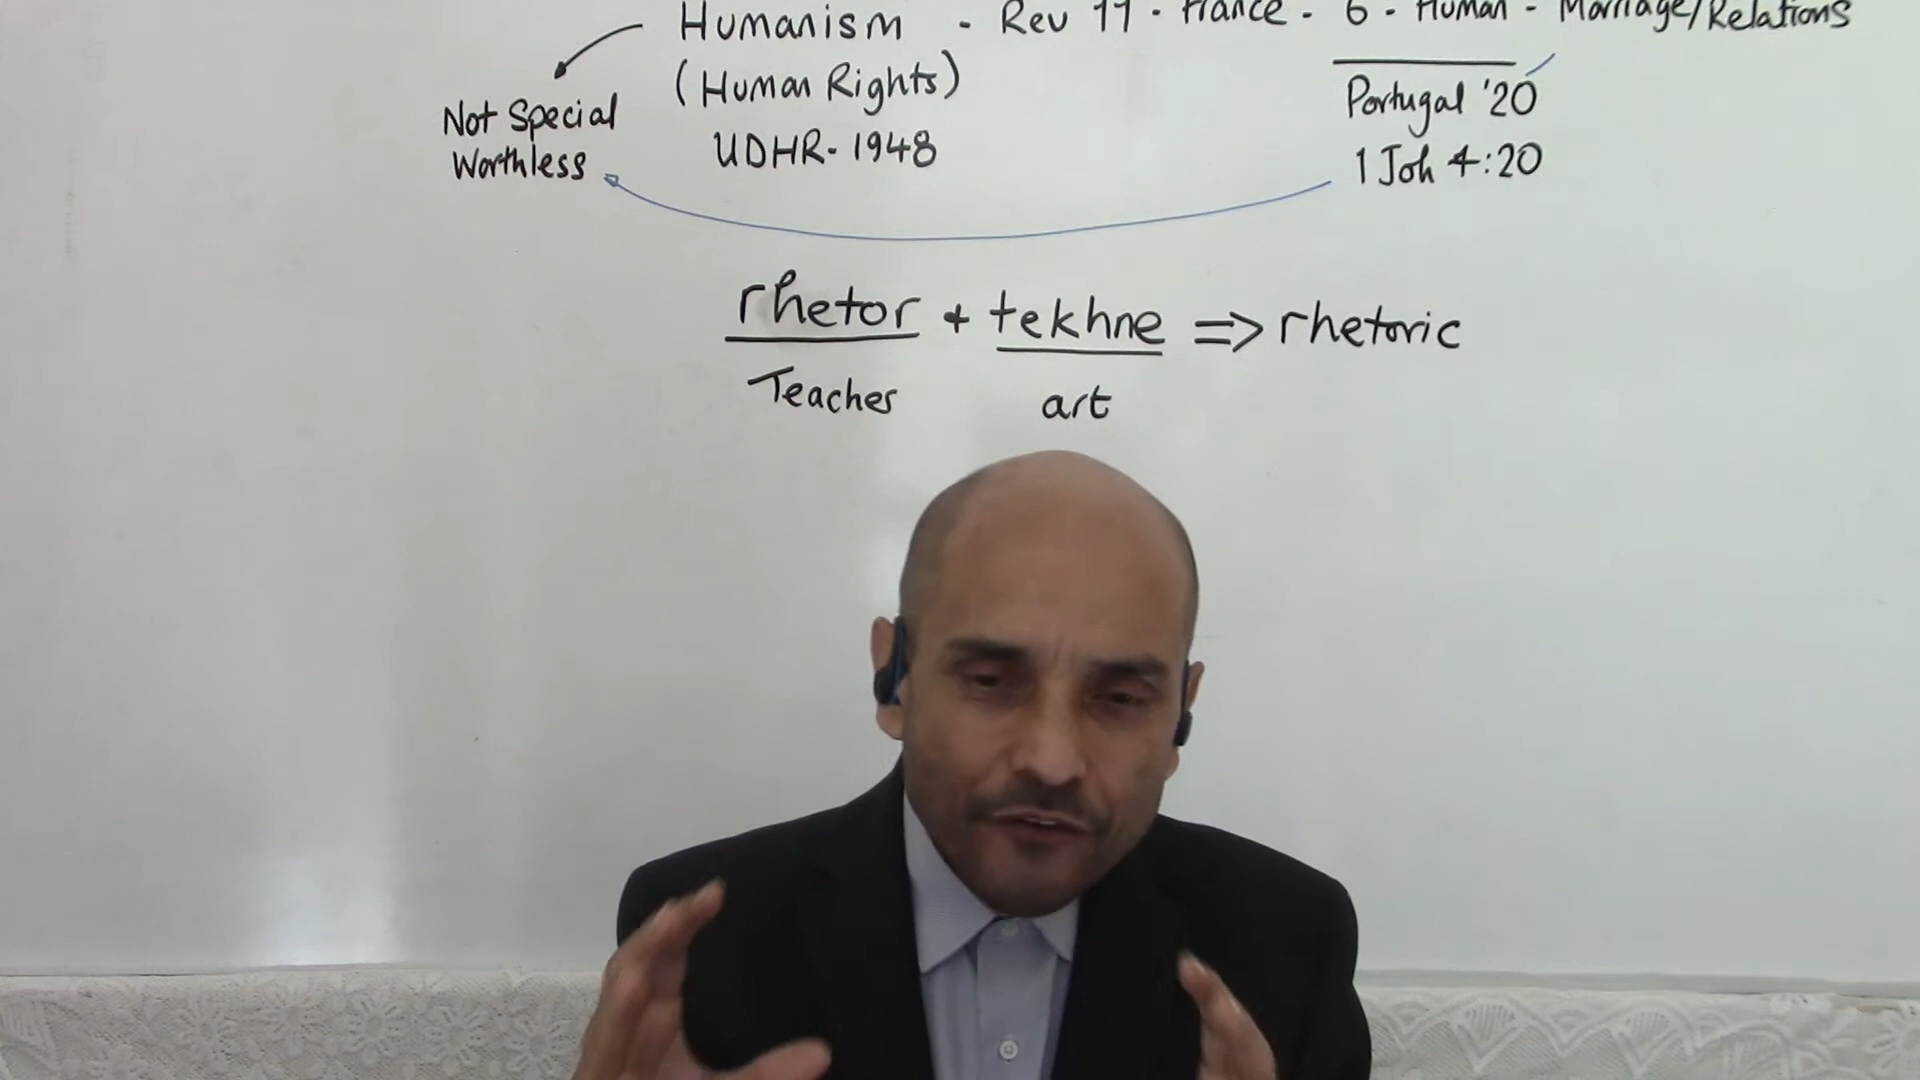 Humanism - Rev 11 - France - 6 - Human - Marriage/Relations
(Human Rights)
UDHR - 1948
Not Special
Worthless
Portugal '20
1 Joh 4:20
rhetor + tekhne => rhetoric
Teaches art